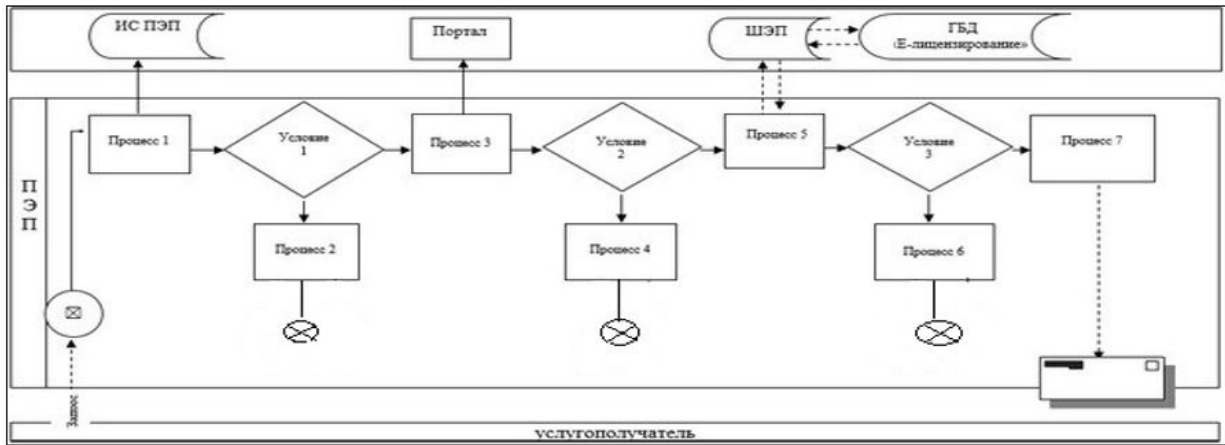 ИС ПЭП
Портал
ШЭП
ГБД
«Е-лицензирование»
Процесс 1
Условие
1
Процесс 3
Условие
2
Процесс 5
Условие
3
Процесс 7
ПЭП
Процесс 2
Процесс 4
Процесс 6
Запрос
услугополучатель